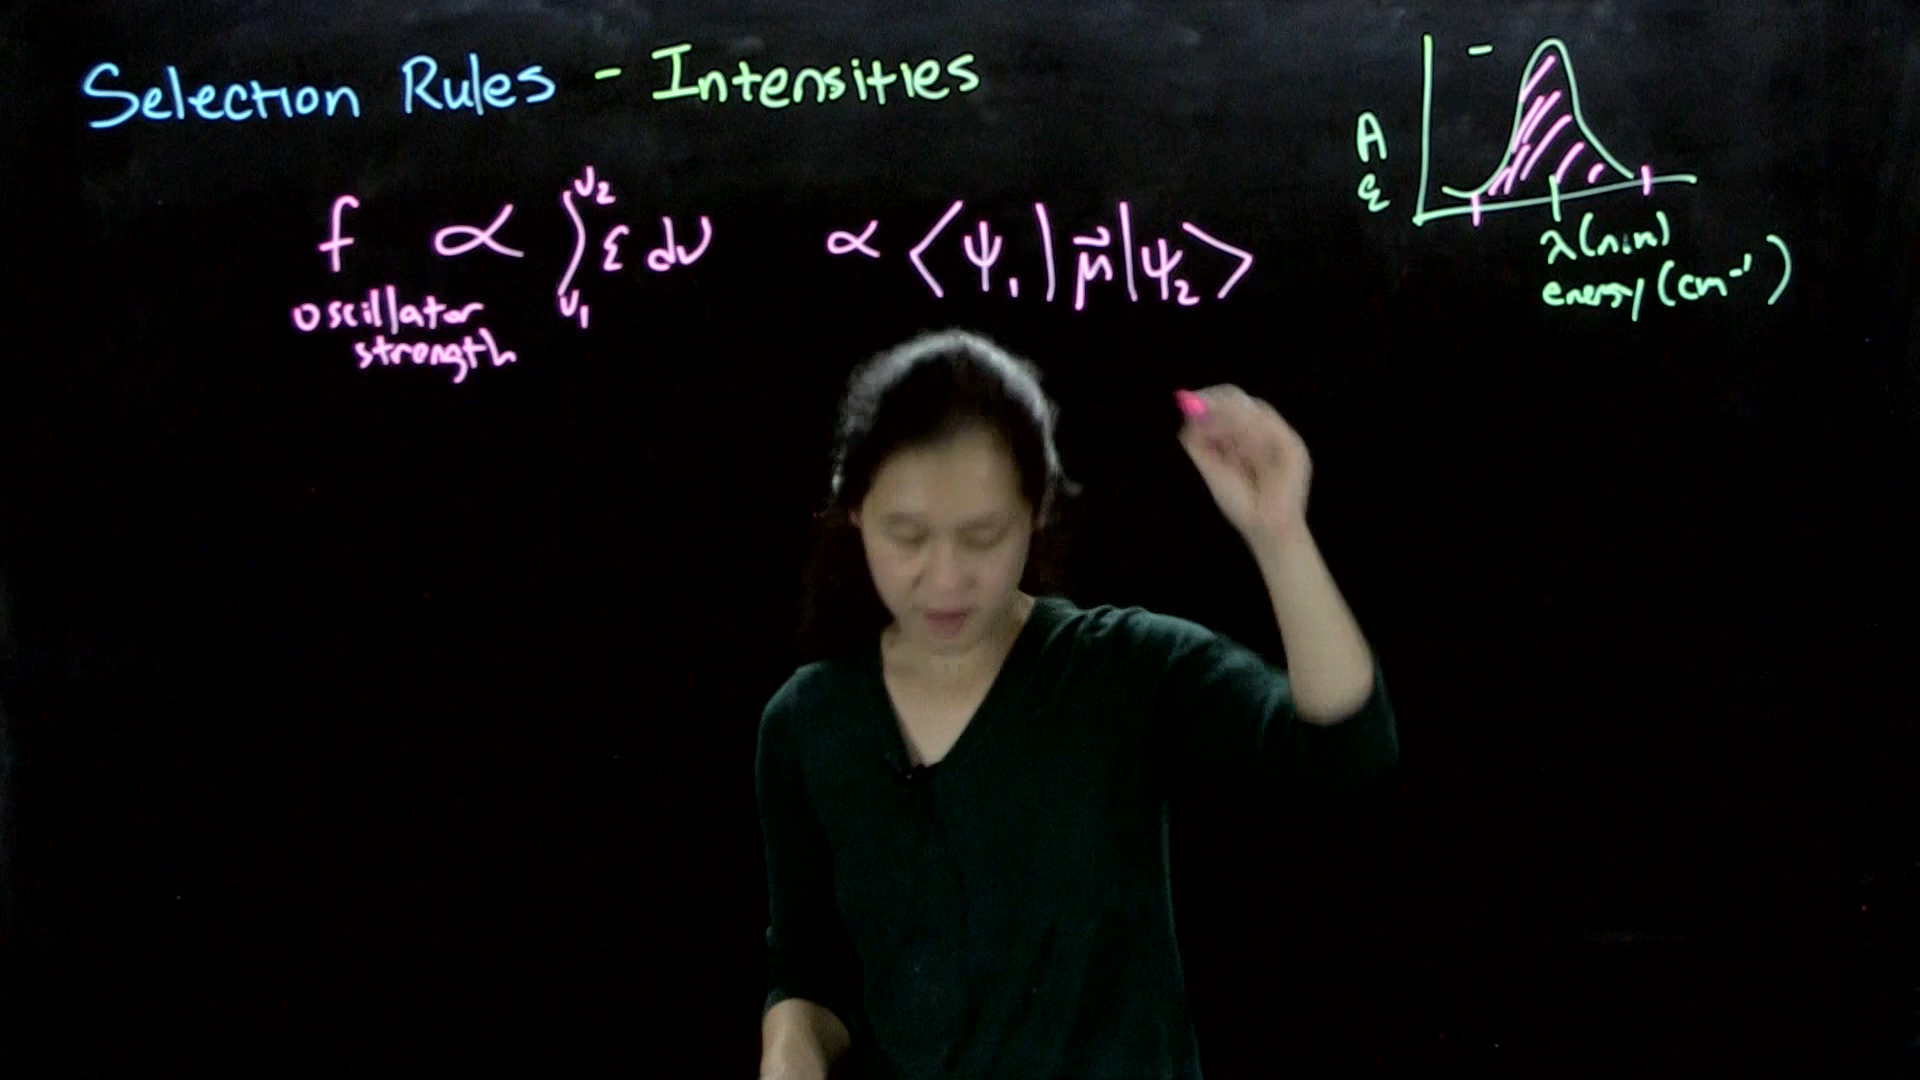 Selection Rules - Intensities
f ∝ ∫ν₁^ν₂ ε dν ∝ ⟨ψ₁|μ⃗|ψ₂⟩
oscillator
strength
A
ε
λ(nm)
energy (cm⁻¹)